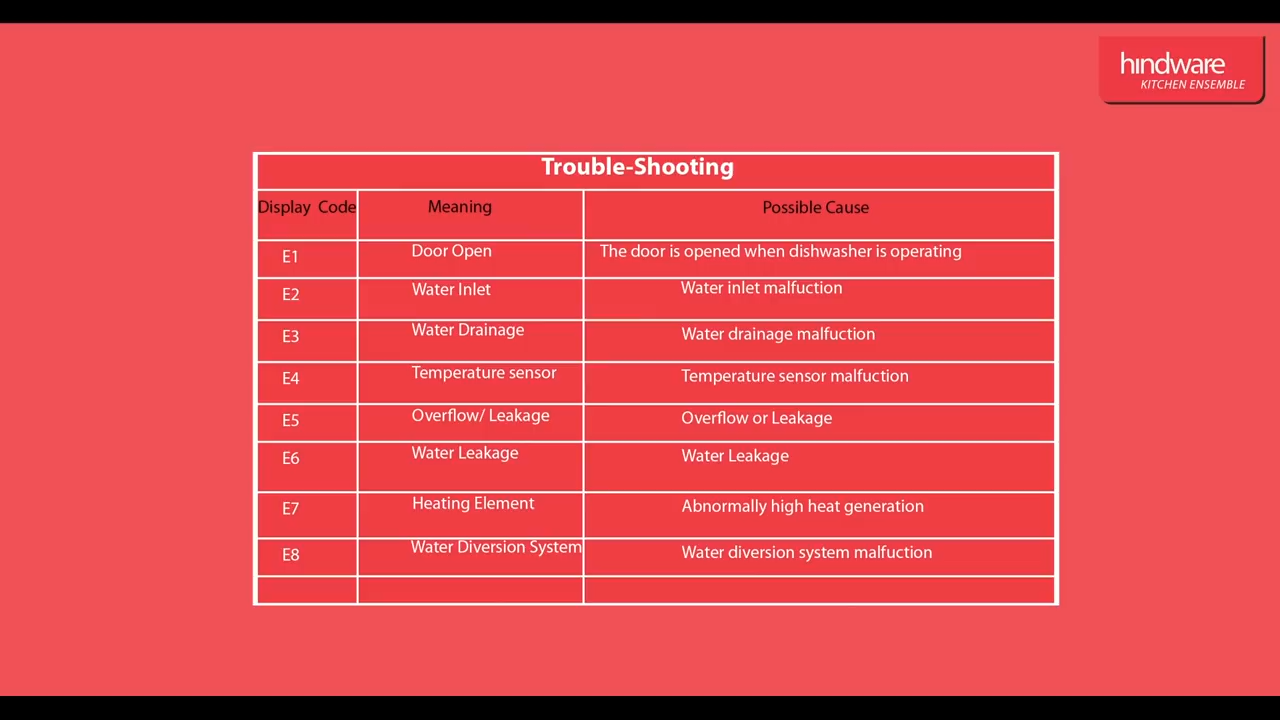 hindware
KITCHEN ENSEMBLE
Trouble-Shooting
Display Code Meaning Possible Cause
E1 Door Open The door is opened when dishwasher is operating
E2 Water Inlet Water inlet malfuction
E3 Water Drainage Water drainage malfuction
E4 Temperature sensor Temperature sensor malfuction
E5 Overflow/ Leakage Overflow or Leakage
E6 Water Leakage Water Leakage
E7 Heating Element Abnormally high heat generation
E8 Water Diversion System Water diversion system malfuction